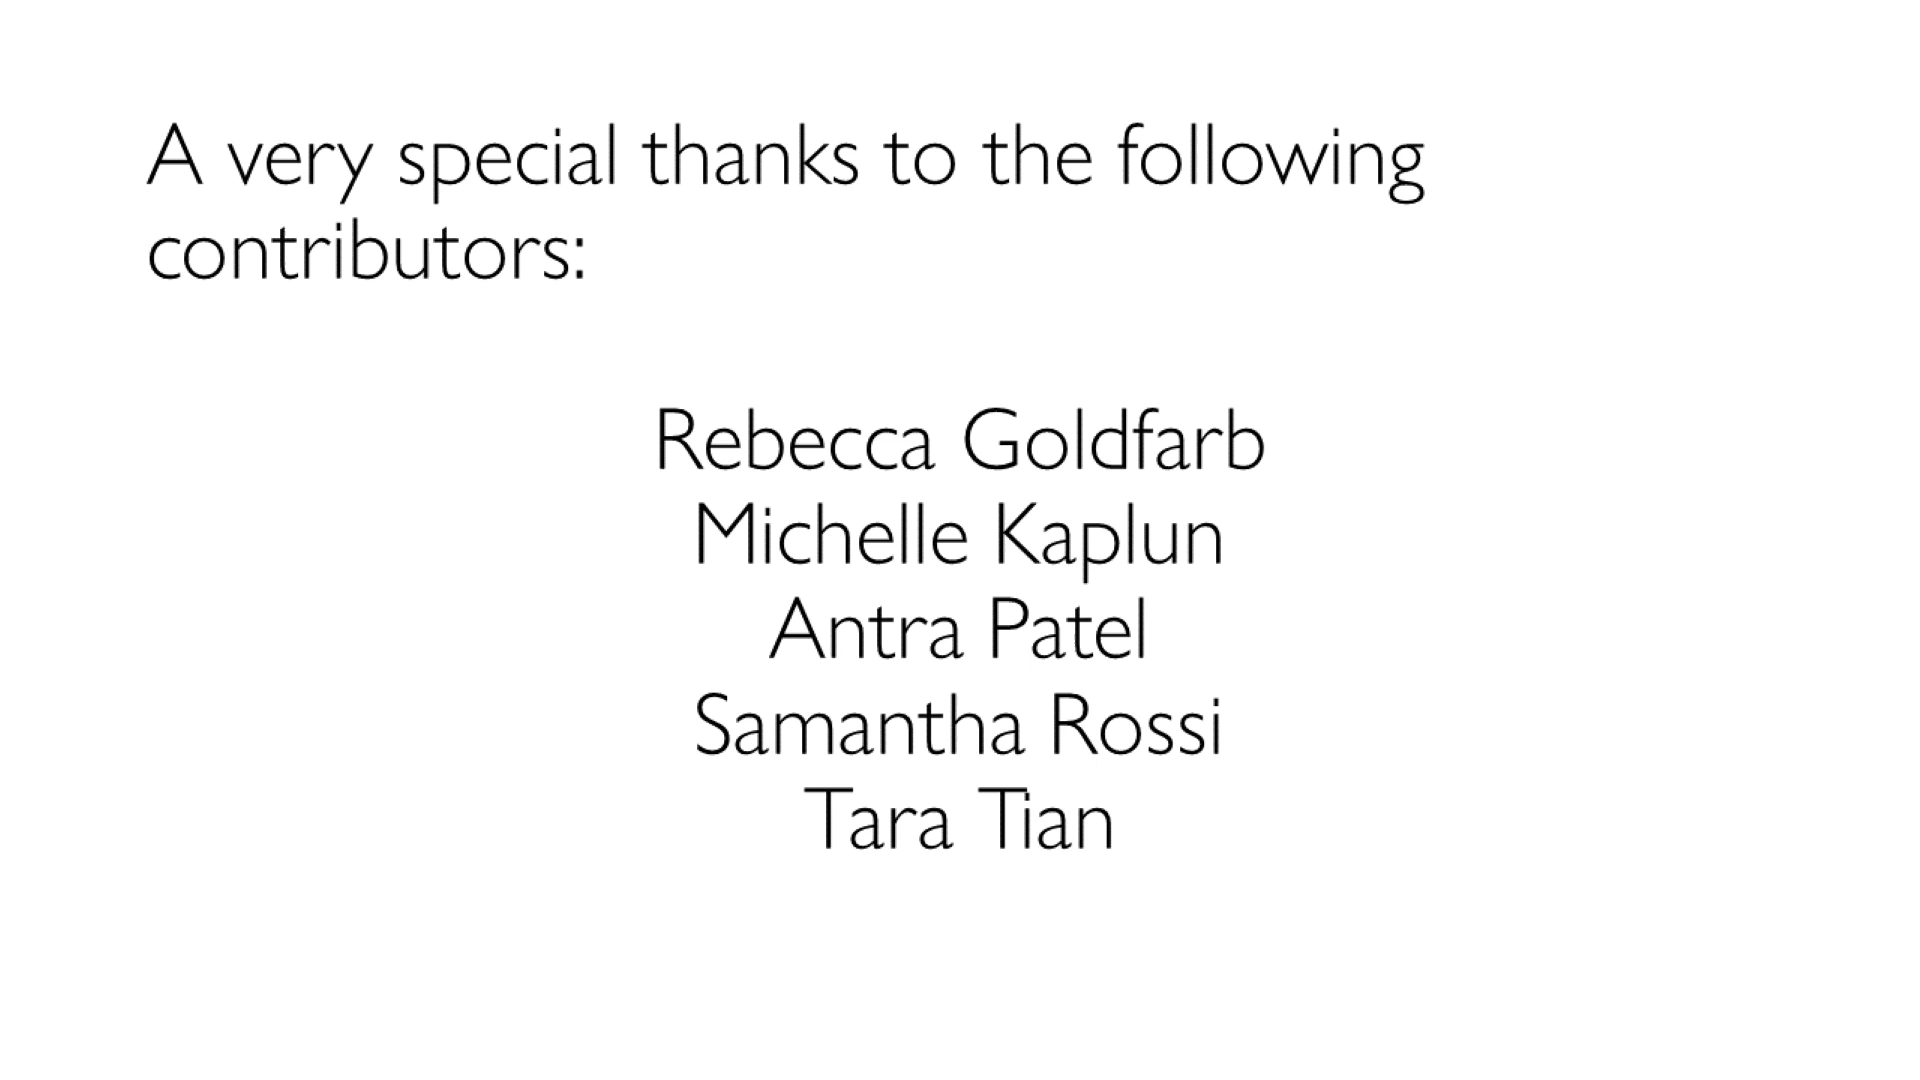 A very special thanks to the following
contributors:
Rebecca Goldfarb
Michelle Kaplun
Antra Patel
Samantha Rossi
Tara Tian